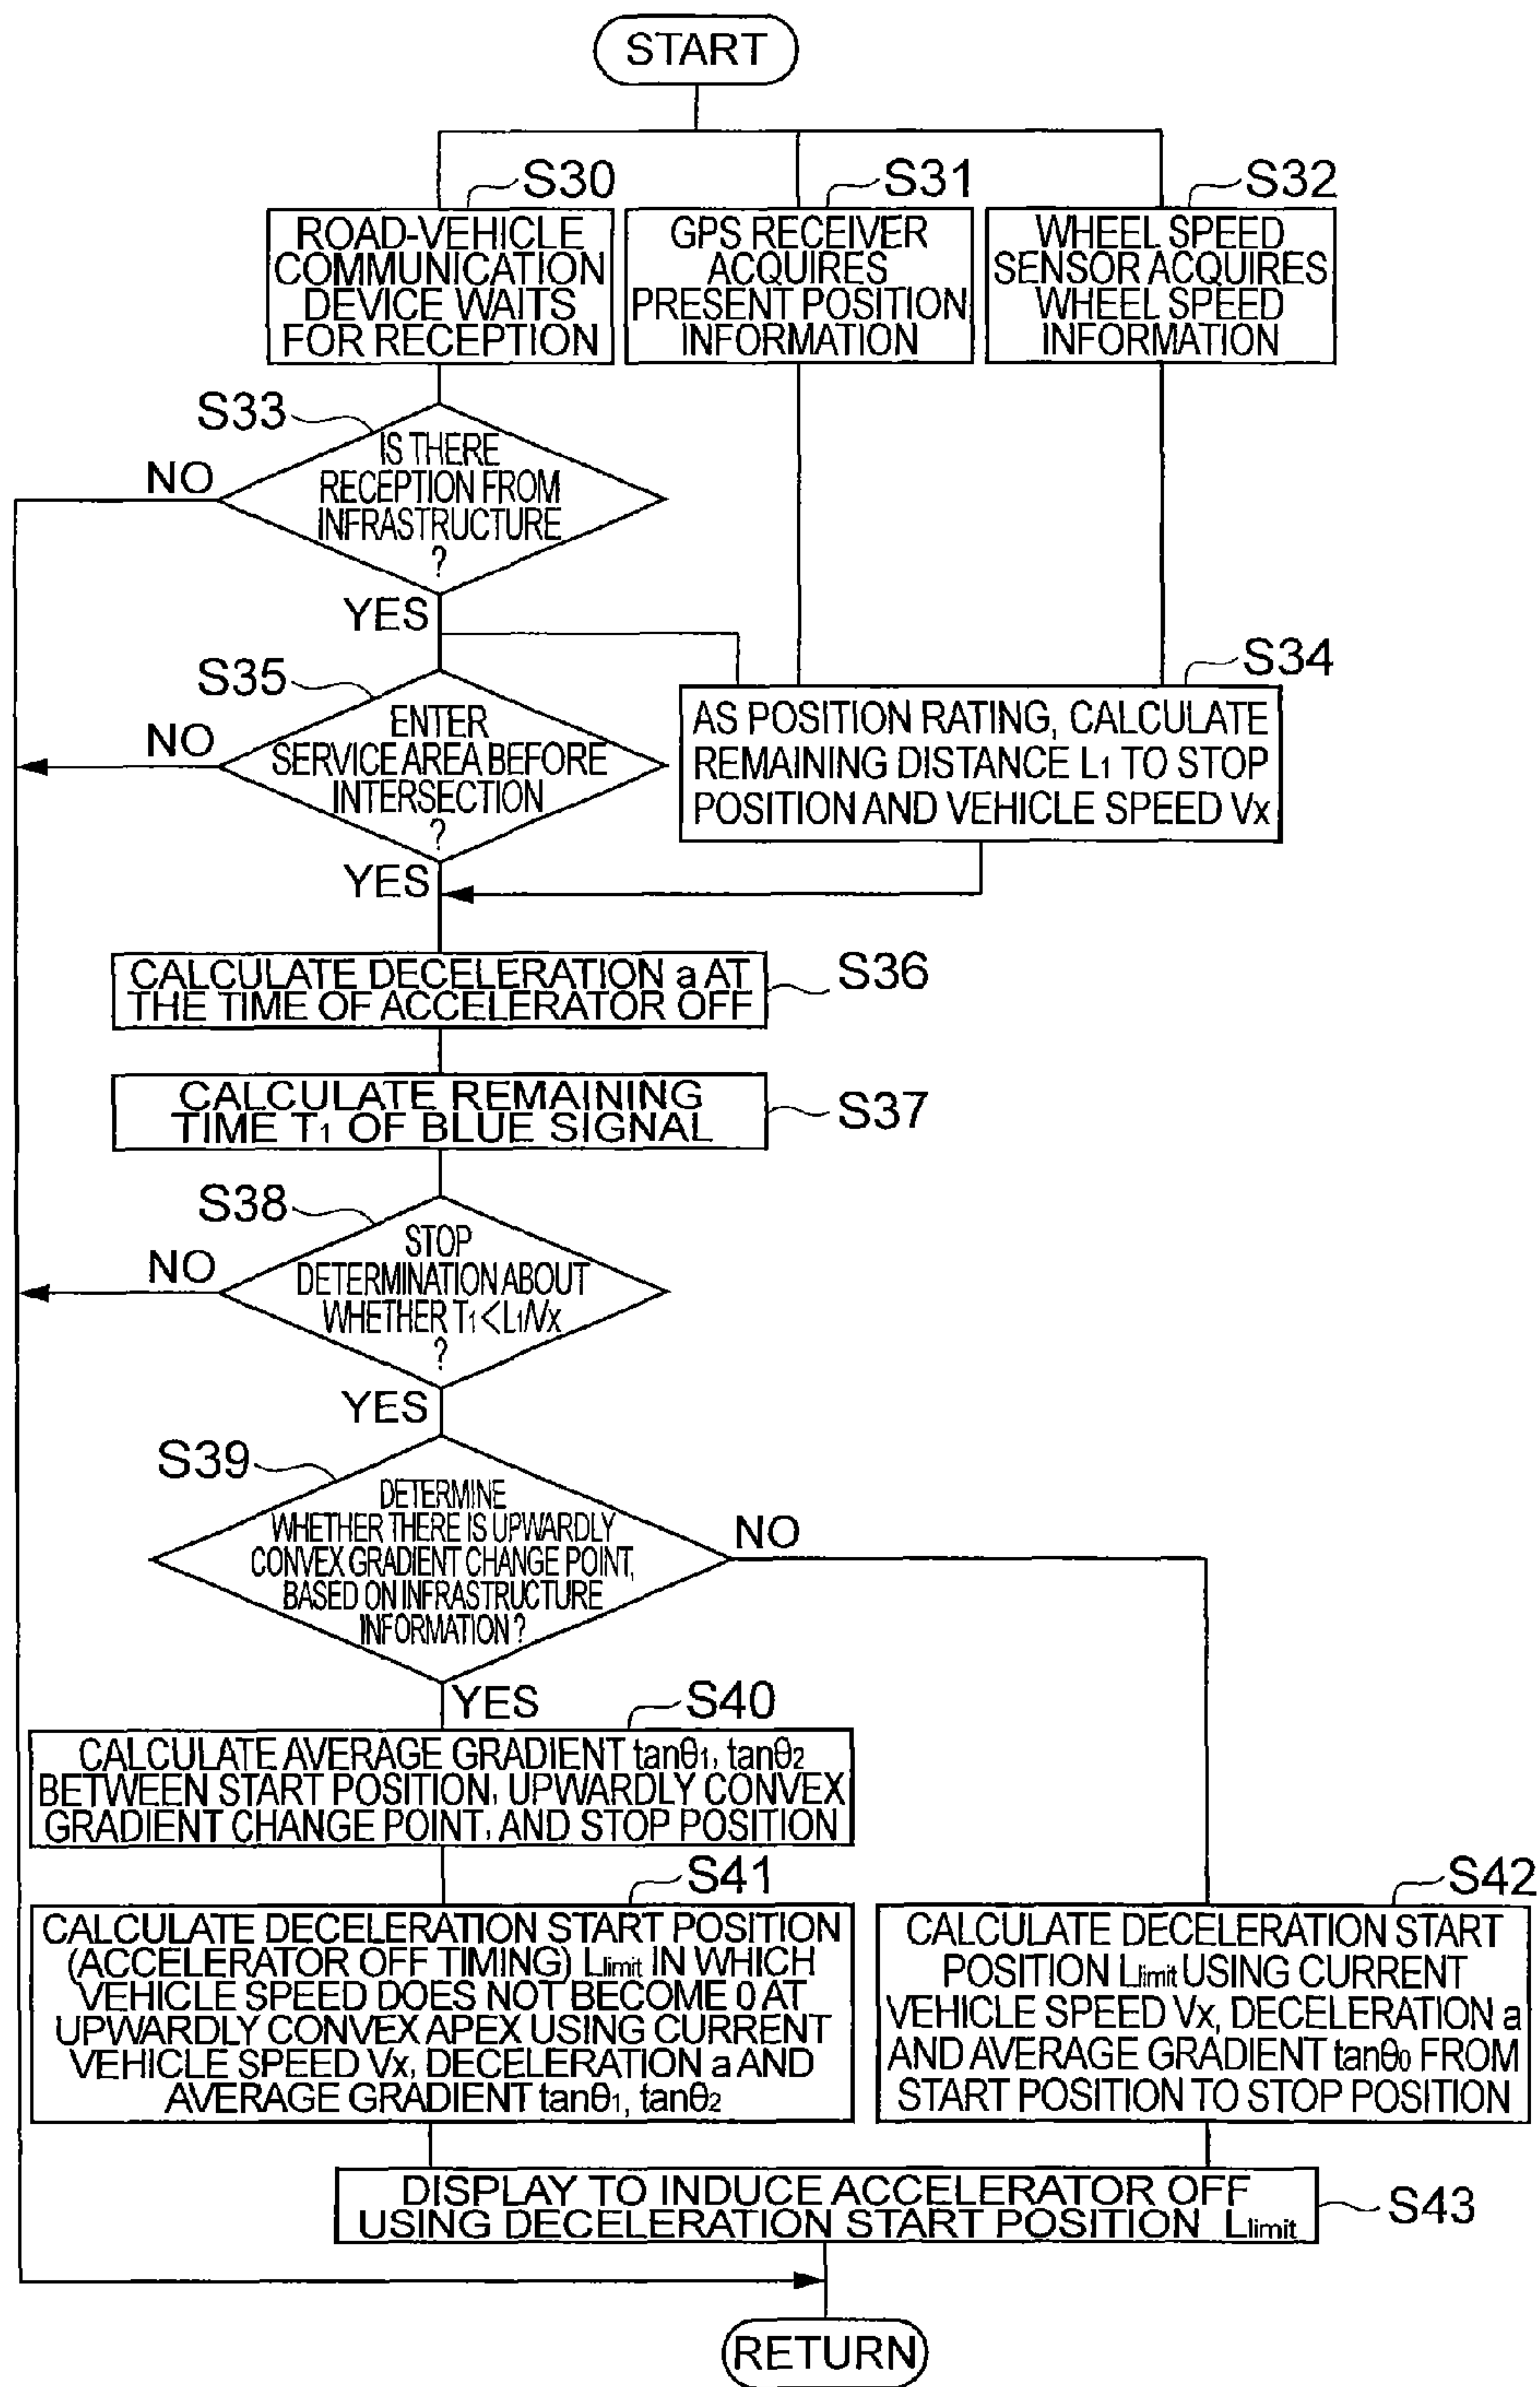 START
S30
S31
S32
ROAD-VEHICLE
COMMUNICATION
DEVICE WAITS
FOR RECEPTION
GPS RECEIVER
ACQUIRES
PRESENT POSITION
INFORMATION
WHEEL SPEED
SENSOR ACQUIRES
WHEEL SPEED
INFORMATION
S33
IS THERE
RECEPTION FROM
INFRASTRUCTURE
?
NO
YES
S34
AS POSITION RATING, CALCULATE
REMAINING DISTANCE L1 TO STOP
POSITION AND VEHICLE SPEED Vx
S35
ENTER
SERVICE AREA BEFORE
INTERSECTION
?
NO
YES
CALCULATE DECELERATION a AT
THE TIME OF ACCELERATOR OFF
S36
CALCULATE REMAINING
TIME T1 OF BLUE SIGNAL
S37
S38
STOP
DETERMINATION ABOUT
WHETHER T1<L1/Vx
?
NO
YES
S39
DETERMINE
WHETHER THERE IS UPWARDLY
CONVEX GRADIENT CHANGE POINT,
BASED ON INFRASTRUCTURE
INFORMATION?
NO
YES
S40
CALCULATE AVERAGE GRADIENT tanθ1, tanθ2
BETWEEN START POSITION, UPWARDLY CONVEX
GRADIENT CHANGE POINT, AND STOP POSITION
S41
CALCULATE DECELERATION START POSITION
(ACCELERATOR OFF TIMING) Llimit IN WHICH
VEHICLE SPEED DOES NOT BECOME 0 AT
UPWARDLY CONVEX APEX USING CURRENT
VEHICLE SPEED Vx, DECELERATION a AND
AVERAGE GRADIENT tanθ1, tanθ2
S42
CALCULATE DECELERATION START
POSITION Llimit USING CURRENT
VEHICLE SPEED Vx, DECELERATION a
AND AVERAGE GRADIENT tanθ0 FROM
START POSITION TO STOP POSITION
DISPLAY TO INDUCE ACCELERATOR OFF
USING DECELERATION START POSITION Llimit
S43
RETURN